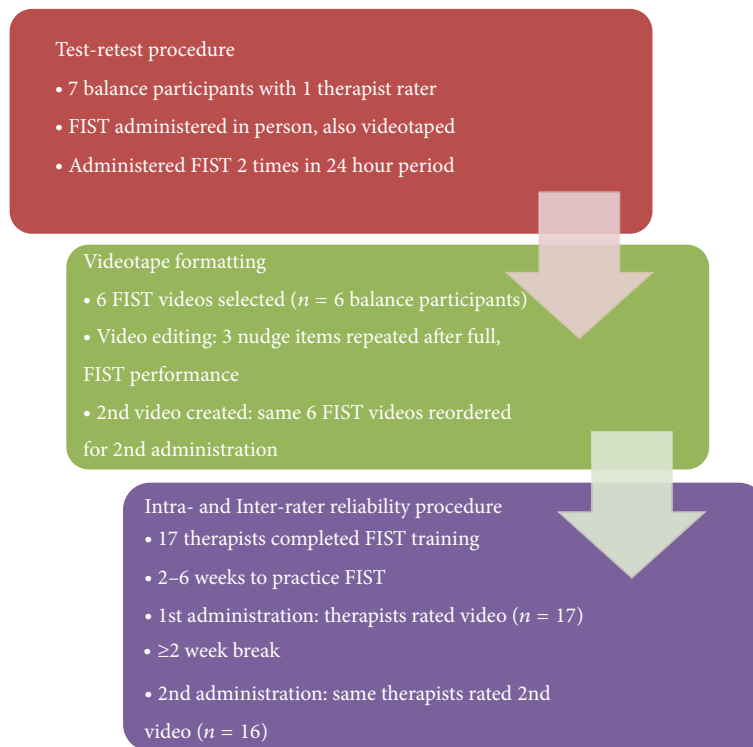 Test-retest procedure
• 7 balance participants with 1 therapist rater
• FIST administered in person, also videotaped
• Administered FIST 2 times in 24 hour period
Videotape formatting
• 6 FIST videos selected (n = 6 balance participants)
• Video editing: 3 nudge items repeated after full,
FIST performance
• 2nd video created: same 6 FIST videos reordered
for 2nd administration
Intra- and Inter-rater reliability procedure
• 17 therapists completed FIST training
• 2–6 weeks to practice FIST
• 1st administration: therapists rated video (n = 17)
• ≥2 week break
• 2nd administration: same therapists rated 2nd
video (n = 16)